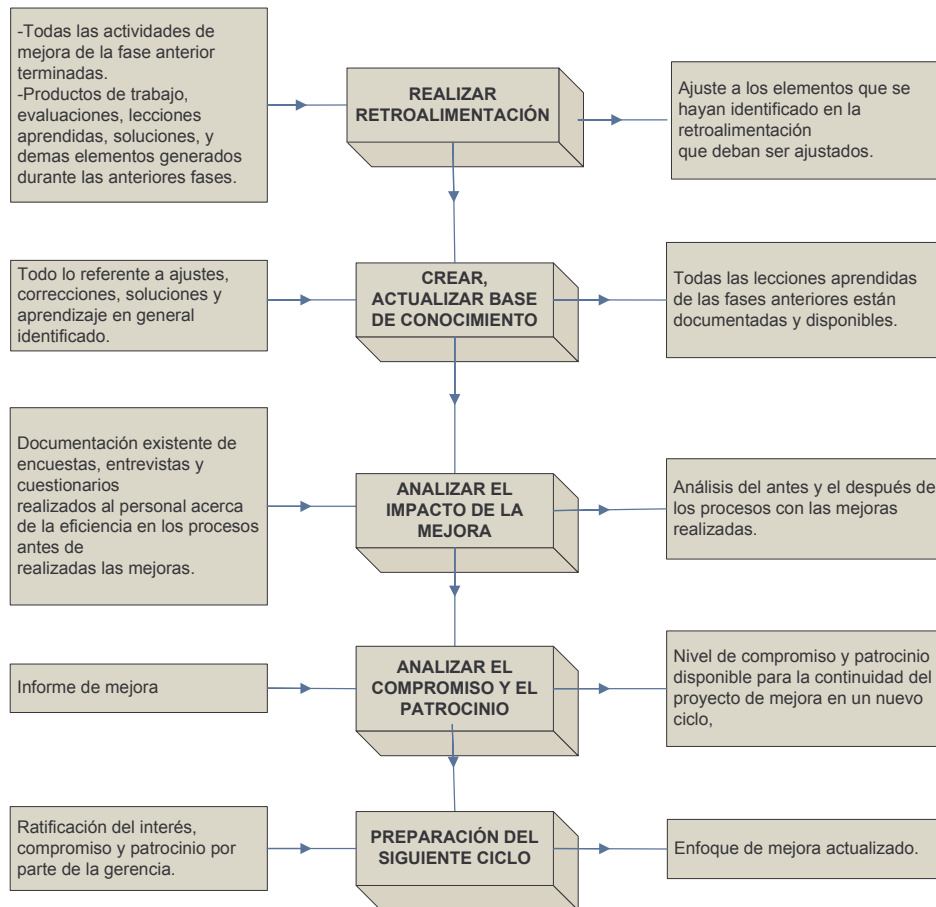 -Todas las actividades de
mejora de la fase anterior
terminadas.
-Productos de trabajo,
evaluaciones, lecciones
aprendidas, soluciones, y
demas elementos generados
durante las anteriores fases.
REALIZAR
RETROALIMENTACIÓN
Ajuste a los elementos que se
hayan identificado en la
retroalimentación
que deban ser ajustados.
Todo lo referente a ajustes,
correcciones, soluciones y
aprendizaje en general
identificado.
CREAR,
ACTUALIZAR BASE
DE CONOCIMIENTO
Todas las lecciones aprendidas
de las fases anteriores están
documentadas y disponibles.
Documentación existente de
encuestas, entrevistas y
cuestionarios
realizados al personal acerca
de la eficiencia en los procesos
antes de
realizadas las mejoras.
ANALIZAR EL
IMPACTO DE LA
MEJORA
Análisis del antes y el después de
los procesos con las mejoras
realizadas.
Informe de mejora
ANALIZAR EL
COMPROMISO Y EL
PATROCINIO
Nivel de compromiso y patrocinio
disponible para la continuidad del
proyecto de mejora en un nuevo
ciclo,
Ratificación del interés,
compromiso y patrocinio por
parte de la gerencia.
PREPARACIÓN DEL
SIGUIENTE CICLO
Enfoque de mejora actualizado.